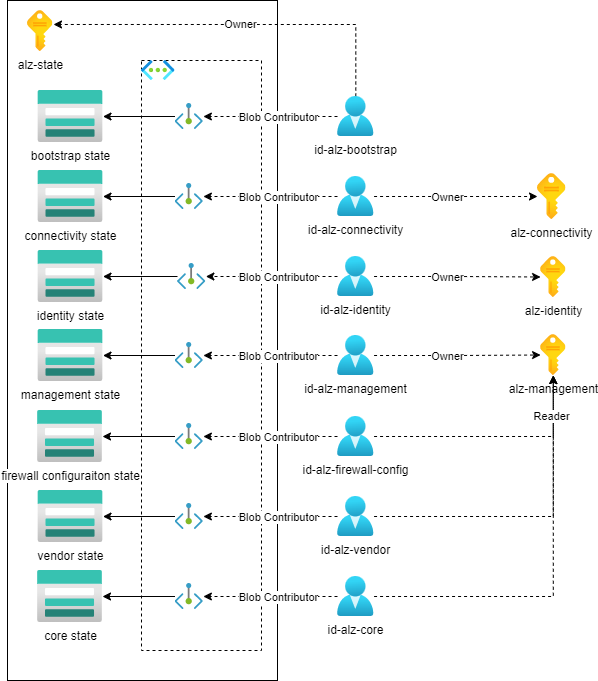 Owner
alz-state
Blob Contributor
bootstrap state
id-alz-bootstrap
Blob Contributor
Owner
connectivity state
id-alz-connectivity
alz-connectivity
Blob Contributor
Owner
identity state
id-alz-identity
alz-identity
Blob Contributor
Owner
management state
id-alz-management
alz-management
Reader
Blob Contributor
firewall configuraiton state
id-alz-firewall-config
Blob Contributor
vendor state
id-alz-vendor
Blob Contributor
core state
id-alz-core